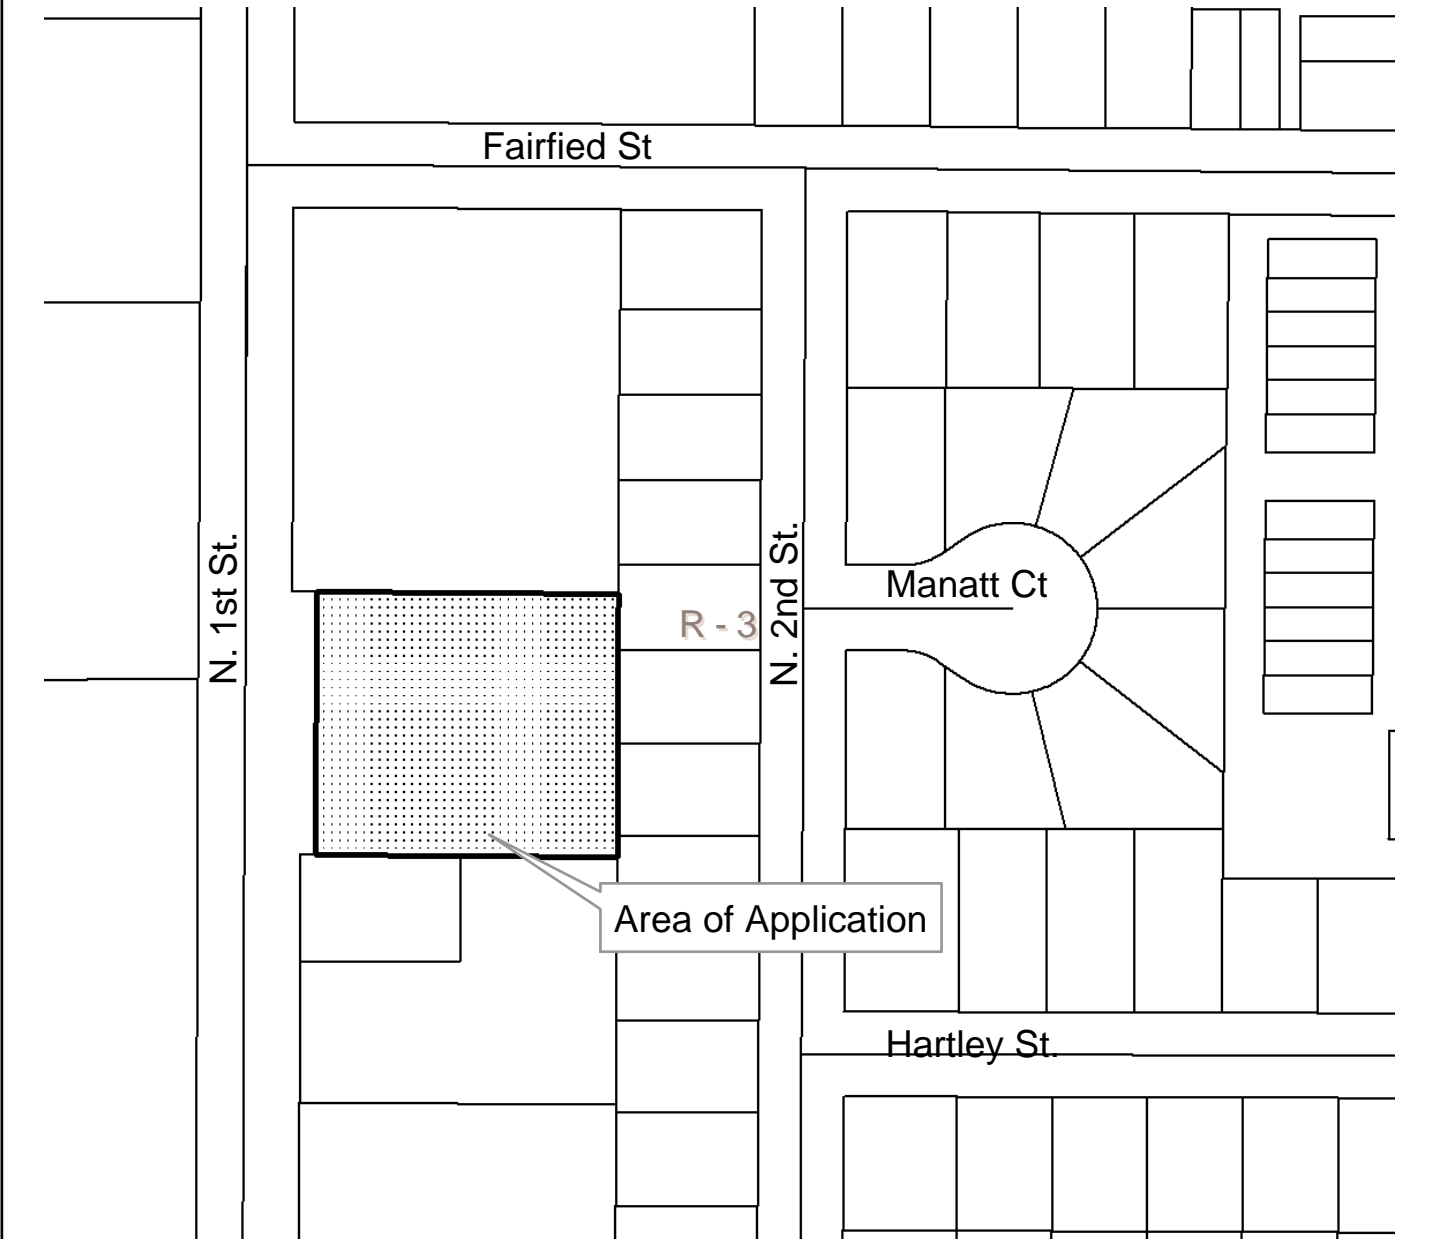 Fairfied St
N. 1st St.
N. 2nd St.
Manatt Ct
R - 3
Area of Application
Hartley St.